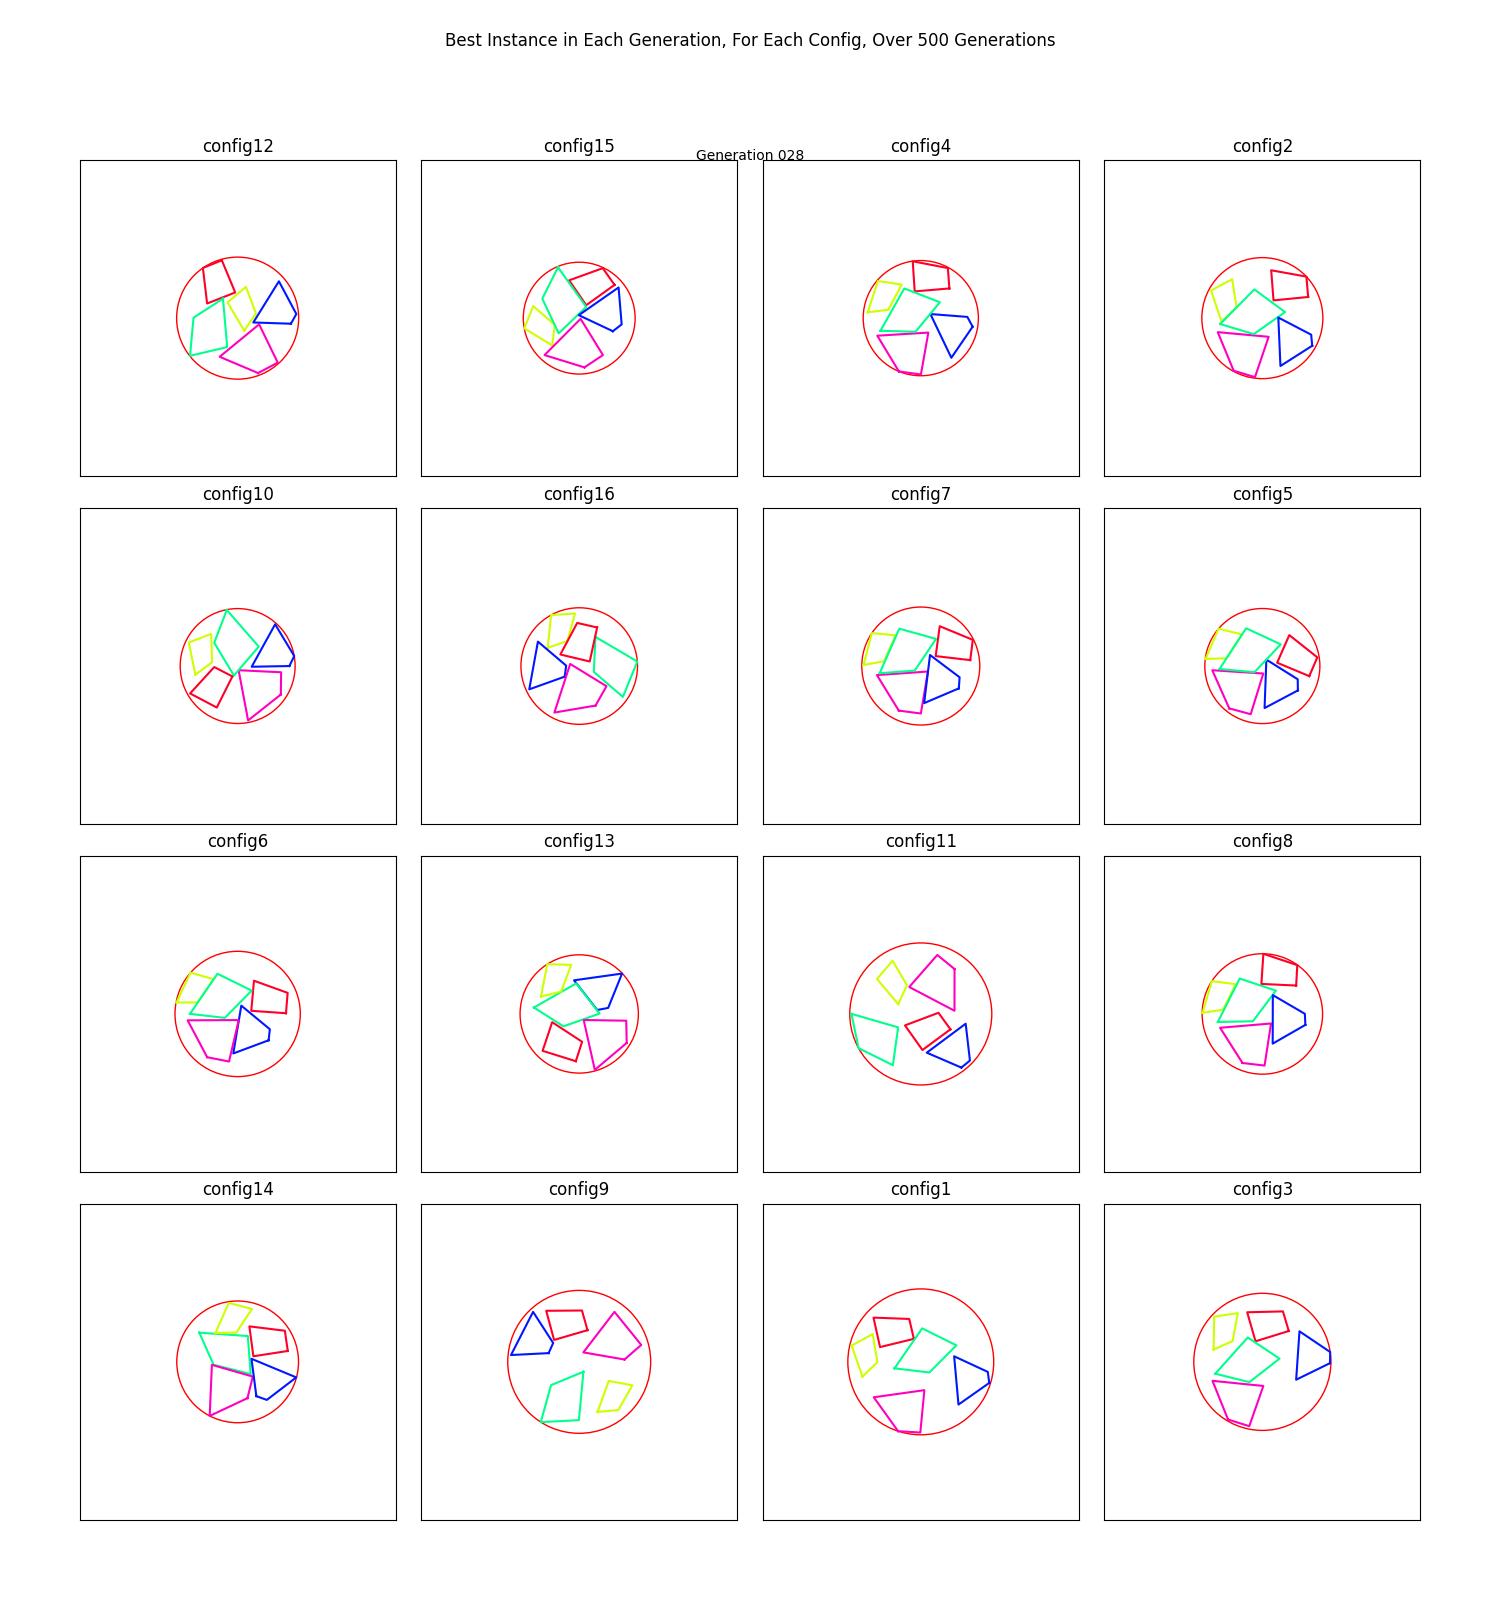 Best Instance in Each Generation, For Each Config, Over 500 Generations
Generation 028
config12
config15
config4
config2
config10
config16
config7
config5
config6
config13
config11
config8
config14
config9
config1
config3